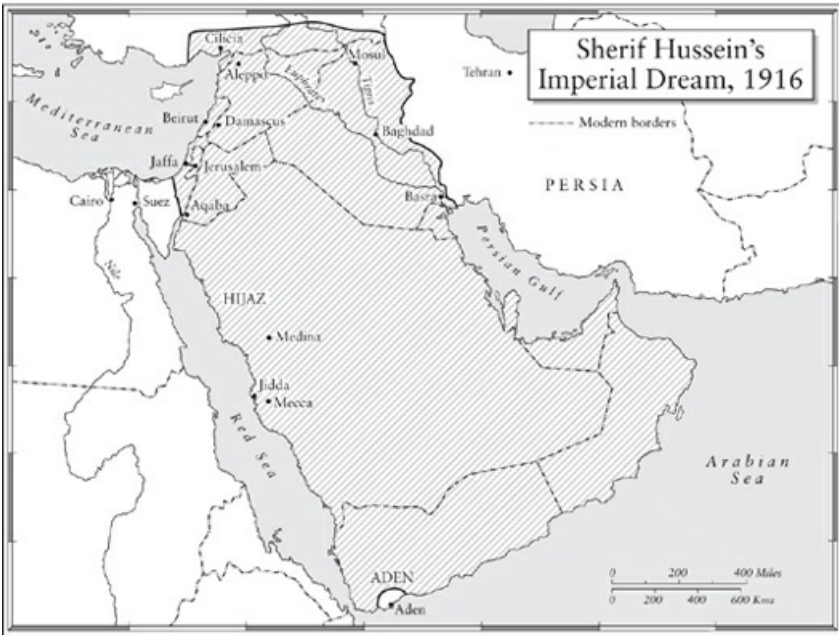 Sherif Hussein's
Imperial Dream, 1916
Modern borders
Cilicia
Aleppo
Mosul
Euphrates
Tigris
Tehran
Mediterranean
Sea
Beirut
Damascus
Baghdad
Jaffa
Jerusalem
PERSIA
Cairo
Suez
Aqaba
Basra
Nile
Persian Gulf
HIJAZ
Medina
Jidda
Mecca
Red Sea
Arabian
Sea
ADEN
Aden
0 200 400 Miles
0 200 400 600 Kms